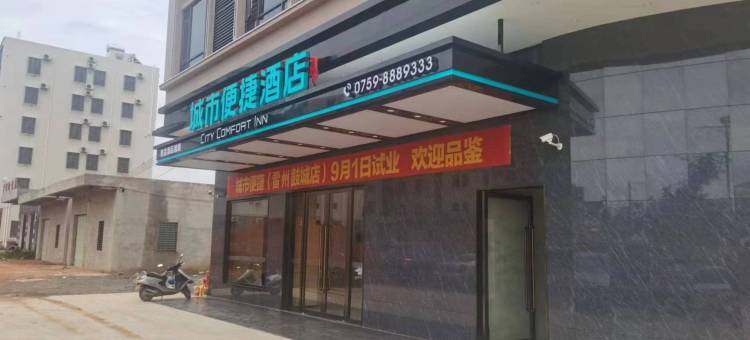 城市便捷酒店
CITY COMFORT INN
0759-8889333
城市便捷（雷州鼓城店）9月1日试业 欢迎品鉴